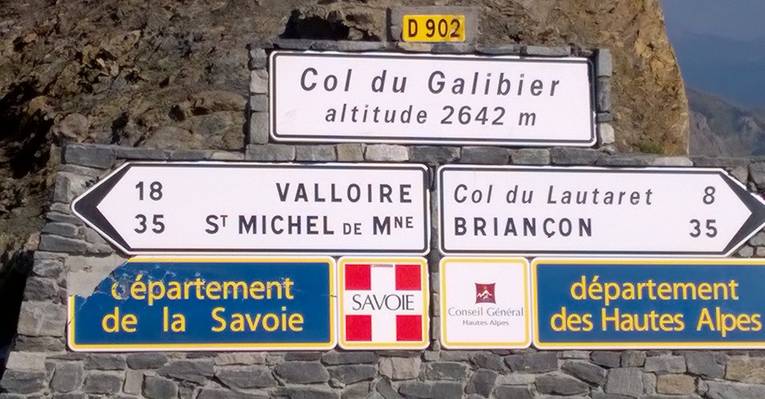 D 902
Col du Galibier
altitude 2642 m
18 VALLOIRE
35 ST MICHEL DE MNE
Col du Lautaret 8
BRIANÇON 35
département
de la Savoie
SAVOIE
Conseil Général
Hautes Alpes
département
des Hautes Alpes